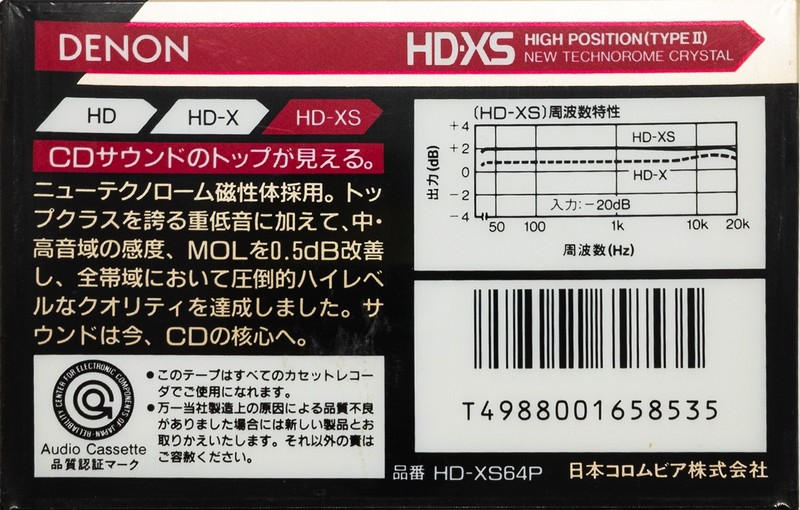 DENON
HD·XS
HIGH POSITION(TYPE II)
NEW TECHNOROME CRYSTAL
HD
HD-X
HD-XS
CDサウンドのトップが見える。
ニューテクノローム磁性体採用。トッ
プクラスを誇る重低音に加えて、中・
高音域の感度、MOLを0.5dB改善
し、全帯域において圧倒的ハイレベ
ルなクオリティを達成しました。サ
ウンドは今、CDの核心へ。
(HD-XS)周波数特性
出力(dB)
+4
+2
0
-2
-4
HD-XS
HD-X
入力:-20dB
50 100 1k 10k 20k
周波数(Hz)
RELIABILITY CENTER FOR ELECTRONIC COMPONENTS OF JAPAN
Audio Cassette
品質認証マーク
●このテープはすべてのカセットレコー
ダでご使用になれます。
●万一当社製造上の原因による品質不良
がありました場合には新しい製品とお
取りかえいたします。それ以外の責は
ご容赦ください。
T4988001658535
品番 HD-XS64P
日本コロムビア株式会社